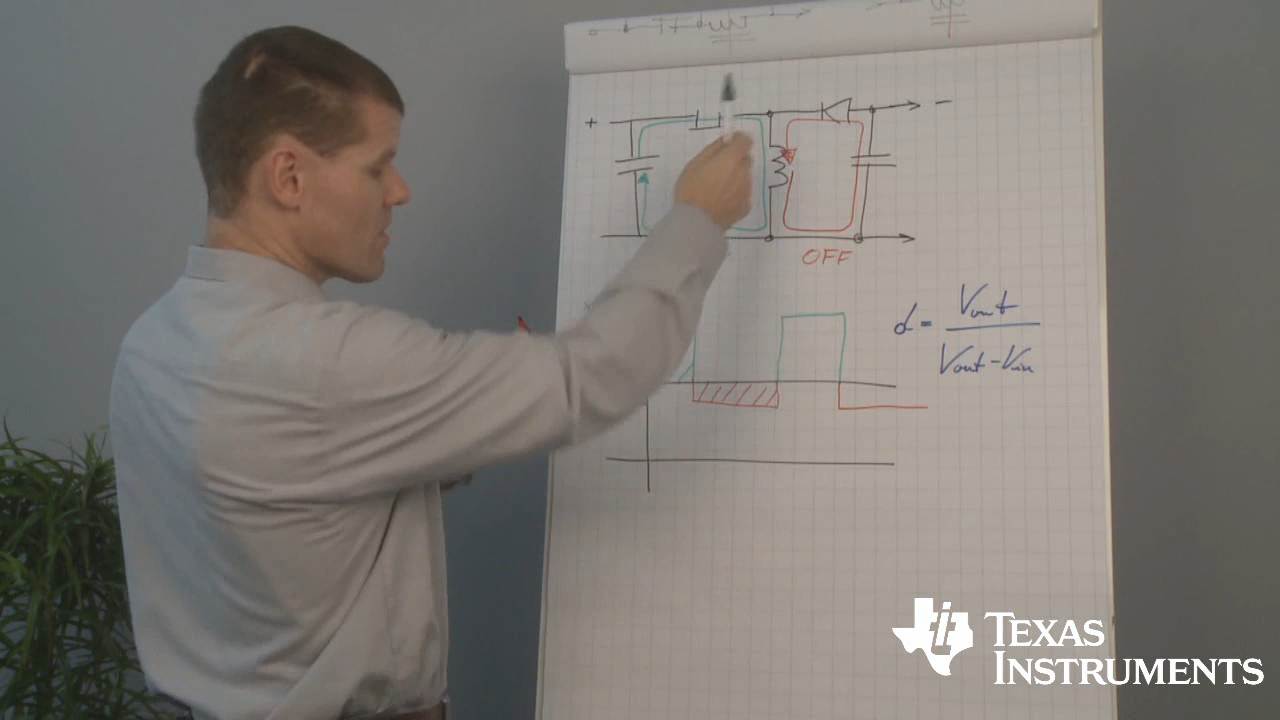 +
−
OFF
d = Vout / Vout − Vin
TEXAS
INSTRUMENTS